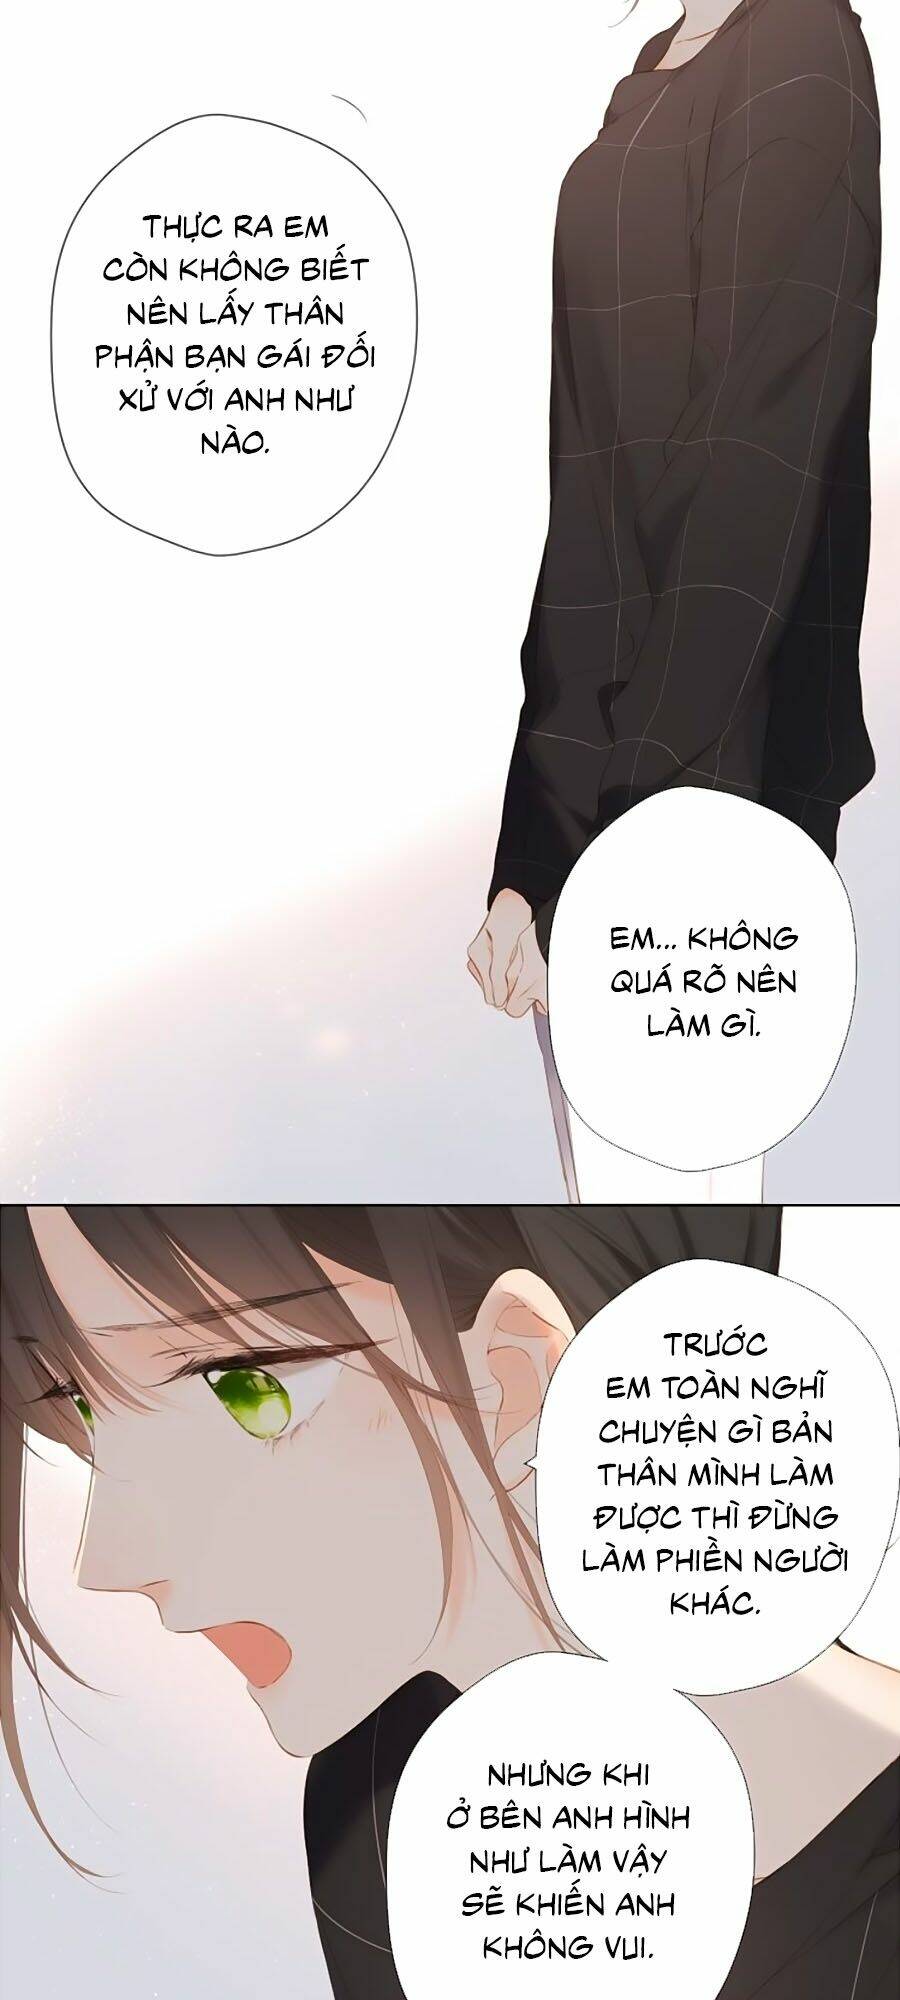 THỰC RA EM
CÒN KHÔNG BIẾT
NÊN LẤY THÂN
PHẬN BẠN GÁI ĐỐI
XỬ VỚI ANH NHƯ
NÀO.
EM... KHÔNG
QUÁ RÕ NÊN
LÀM GÌ.
TRƯỚC
EM TOÀN NGHĨ
CHUYỆN GÌ BẢN
THÂN MÌNH LÀM
ĐƯỢC THÌ ĐỪNG
LÀM PHIỀN NGƯỜI
KHÁC.
NHƯNG KHI
Ở BÊN ANH HÌNH
NHƯ LÀM VẬY
SẼ KHIẾN ANH
KHÔNG VUI.